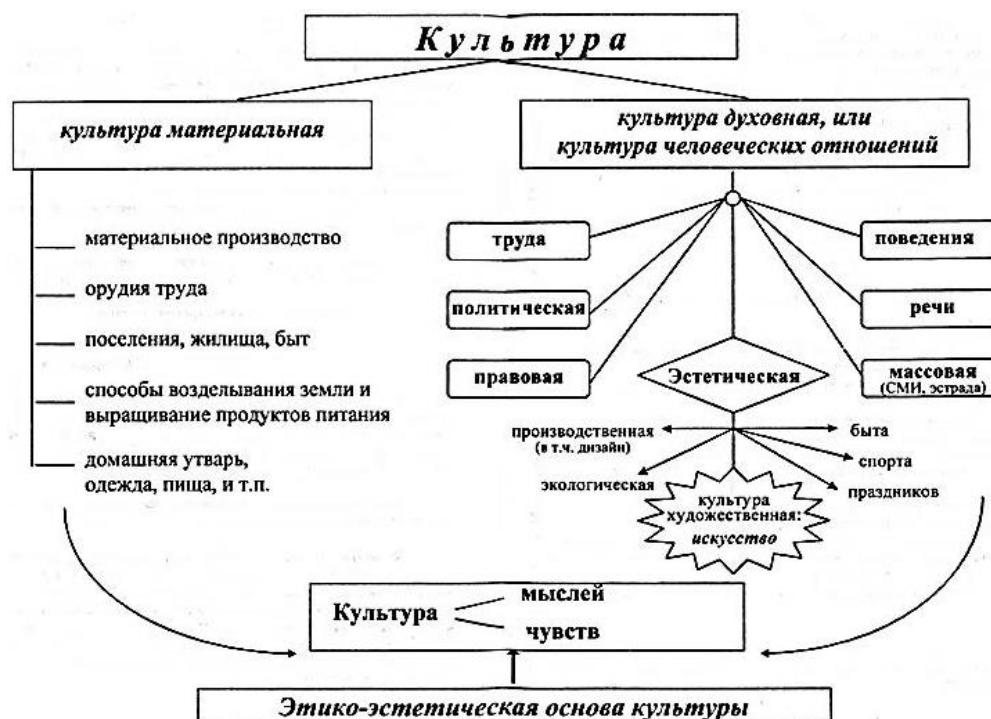 Культура
культура материальная
культура духовная, или
культура человеческих отношений
материальное производство
орудия труда
поселения, жилища, быт
способы возделывания земли и
выращивание продуктов питания
домашняя утварь,
одежда, пища, и т.п.
труда
поведения
политическая
речи
правовая
Эстетическая
массовая
(СМИ, эстрада)
производственная
(в т.ч. дизайн)
быта
спорта
экологическая
праздников
культура
художественная:
искусство
Культура
мыслей
чувств
Этико-эстетическая основа культуры